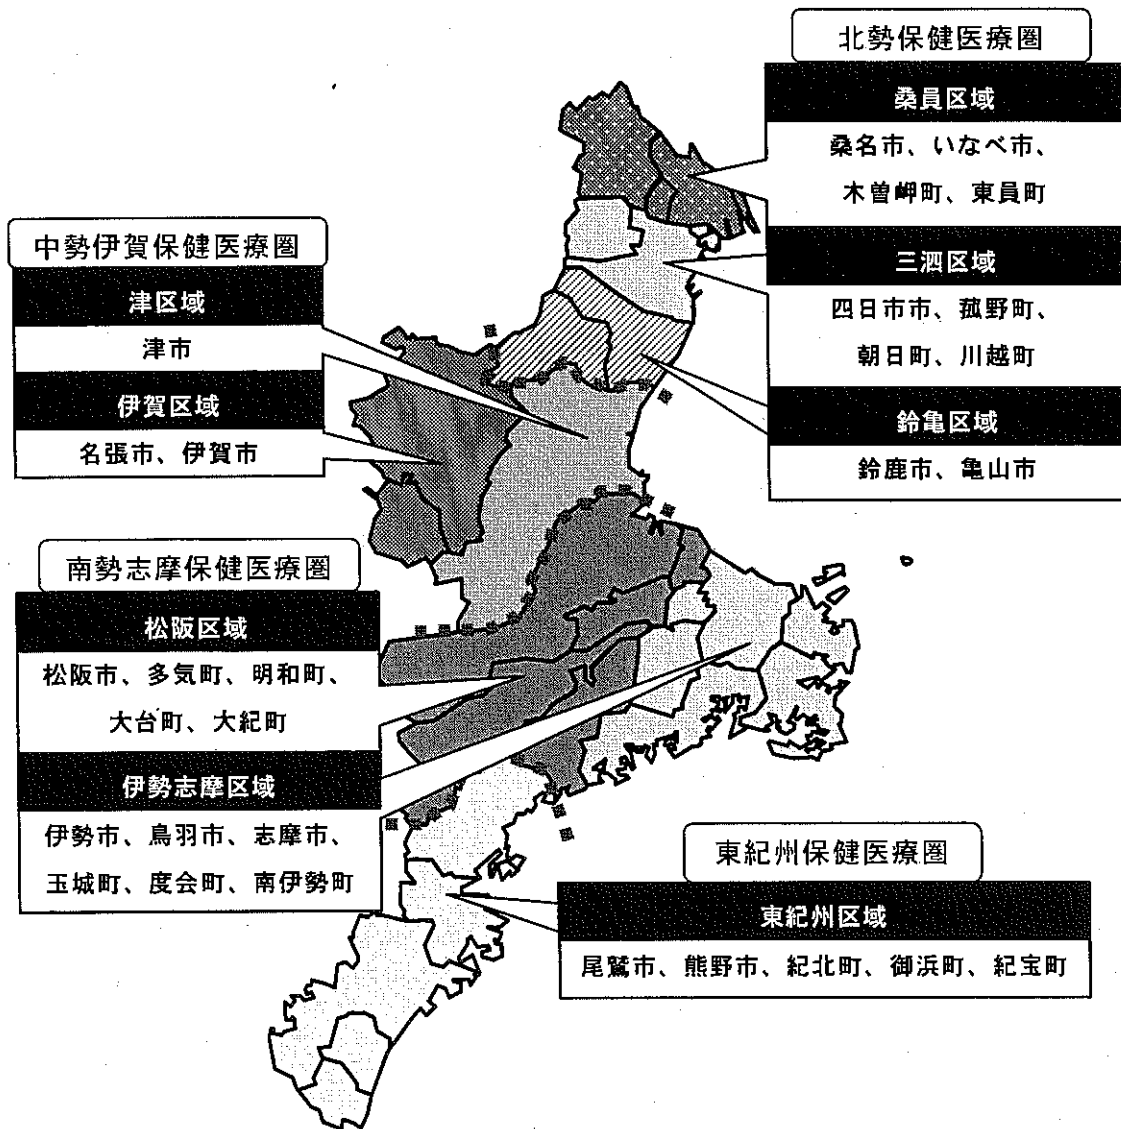 北勢保健医療圏
桑員区域
桑名市、いなべ市、
木曽岬町、東員町
三泗区域
四日市市、菰野町、
朝日町、川越町
鈴亀区域
鈴鹿市、亀山市
中勢伊賀保健医療圏
津区域
津市
伊賀区域
名張市、伊賀市
南勢志摩保健医療圏
松阪区域
松阪市、多気町、明和町、
大台町、大紀町
伊勢志摩区域
伊勢市、鳥羽市、志摩市、
玉城町、度会町、南伊勢町
東紀州保健医療圏
東紀州区域
尾鷲市、熊野市、紀北町、御浜町、紀宝町